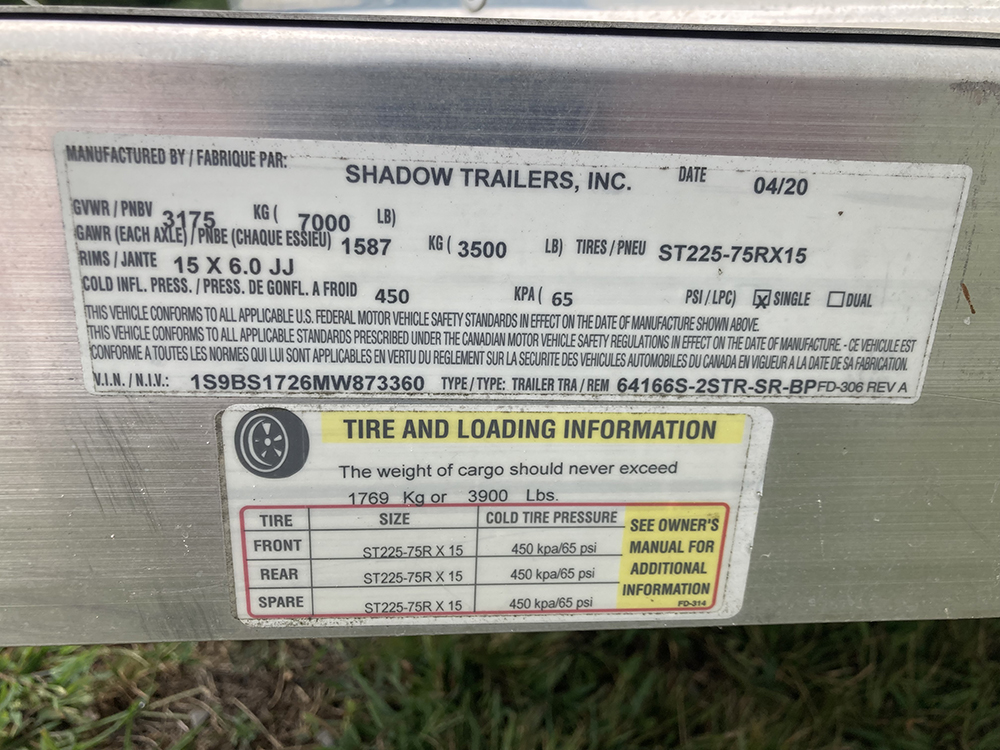 MANUFACTURED BY / FABRIQUE PAR:
SHADOW TRAILERS, INC. DATE 04/20
GVWR / PNBV 3175 KG ( 7000 LB)
GAWR (EACH AXLE) / PNBE (CHAQUE ESSIEU) 1587 KG ( 3500 LB) TIRES / PNEU ST225-75RX15
RIMS / JANTE 15 X 6.0 JJ
COLD INFL. PRESS. / PRESS. DE GONFL. A FROID 450 KPA ( 65 PSI / LPC) X SINGLE DUAL
THIS VEHICLE CONFORMS TO ALL APPLICABLE U.S. FEDERAL MOTOR VEHICLE SAFETY STANDARDS IN EFFECT ON THE DATE OF MANUFACTURE SHOWN ABOVE.
THIS VEHICLE CONFORMS TO ALL APPLICABLE STANDARDS PRESCRIBED UNDER THE CANADIAN MOTOR VEHICLE SAFETY REGULATIONS IN EFFECT ON THE DATE OF MANUFACTURE - CE VEHICULE EST
CONFORME A TOUTES LES NORMES QUI LUI SONT APPLICABLES EN VERTU DU REGLEMENT SUR LA SECURITE DES VEHICULES AUTOMOBILES DU CANADA EN VIGUEUR A LA DATE DE SA FABRICATION.
V.I.N. / N.I.V.: 1S9BS1726MW873360 TYPE / TYPE: TRAILER TRA / REM 64166S-2STR-SR-BP FD-306 REV A
TIRE AND LOADING INFORMATION
The weight of cargo should never exceed
1769 Kg or 3900 Lbs.
TIRE SIZE COLD TIRE PRESSURE
FRONT ST225-75R X 15 450 kpa/65 psi
REAR ST225-75R X 15 450 kpa/65 psi
SPARE ST225-75R X 15 450 kpa/65 psi
SEE OWNER'S
MANUAL FOR
ADDITIONAL
INFORMATION
FD-314